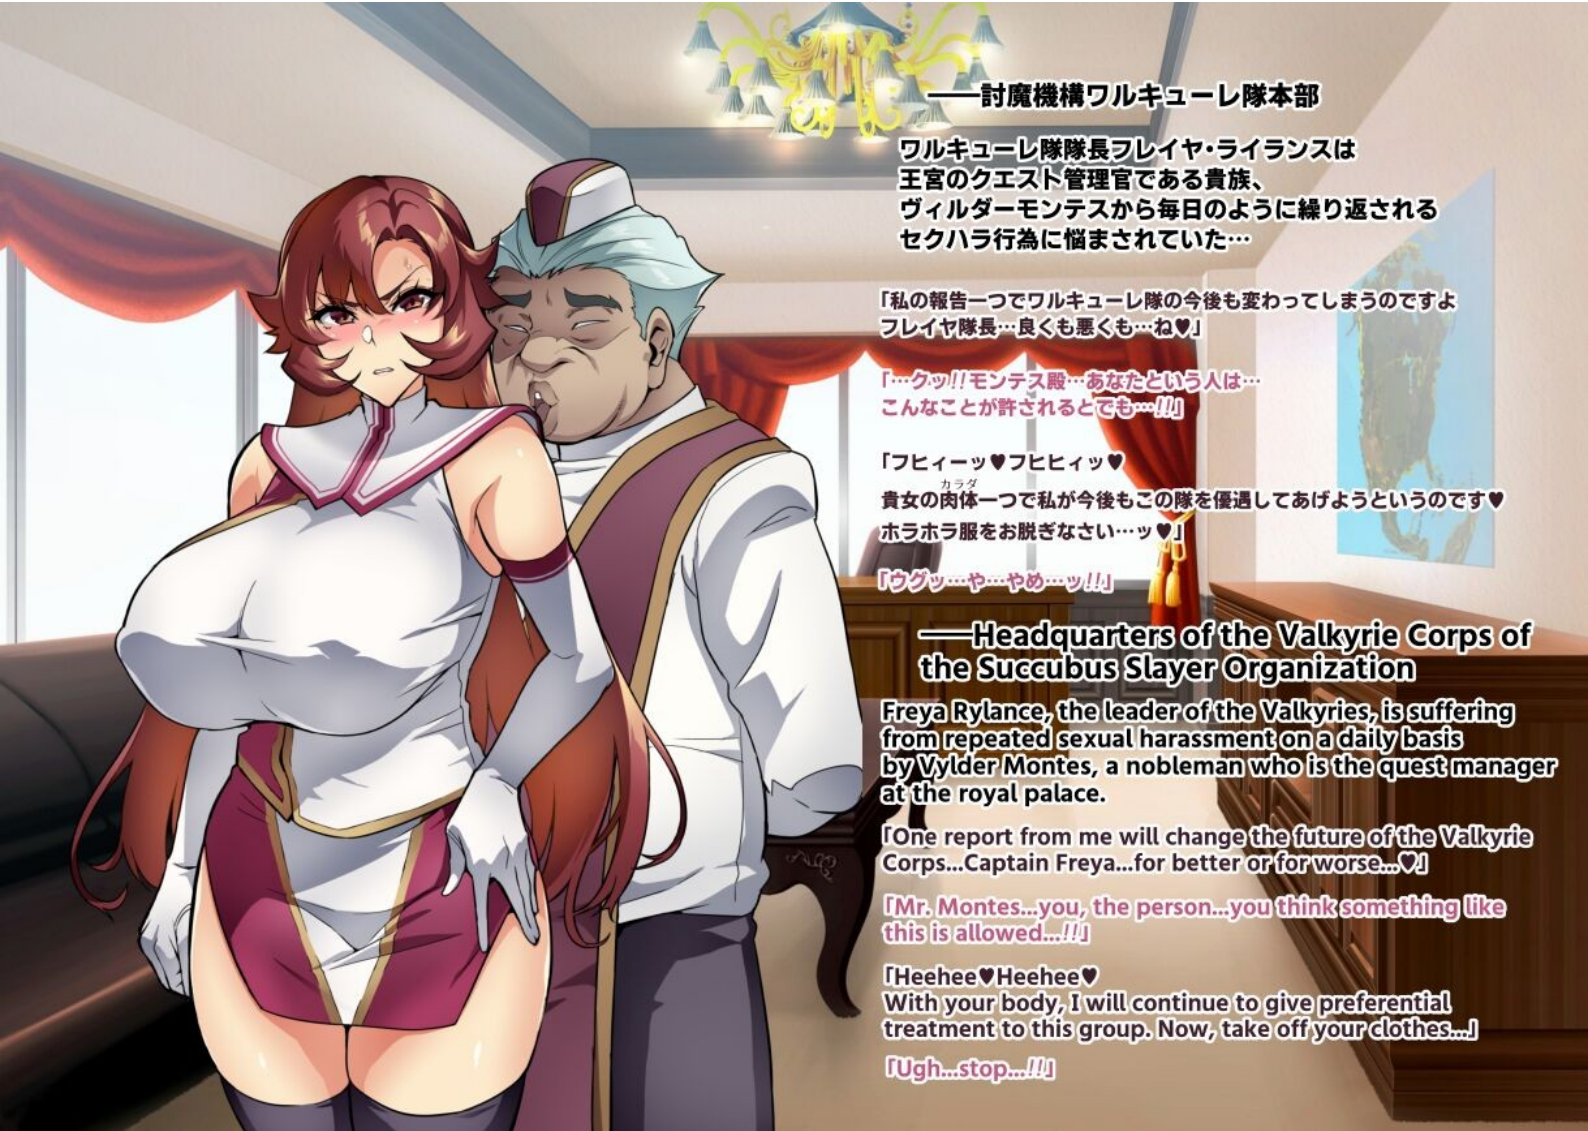 ――討魔機構ワルキューレ隊本部
ワルキューレ隊隊長フレイヤ・ライランスは
王宮のクエスト管理官である貴族、
ヴィルダーモンテスから毎日のように繰り返される
セクハラ行為に悩まされていた…
「私の報告一つでワルキューレ隊の今後も変わってしまうのですよ
フレイヤ隊長…良くも悪くも…ね♥」
「…クッ!!モンテス殿…あなたという人は…
こんなことが許されるとでも…!!」
「フヒィーッ♥フヒヒィッ♥
カラダ
貴女の肉体一つで私が今後もこの隊を優遇してあげようというのです♥
ホラホラ服をお脱ぎなさい…ッ♥」
「ウグッ…や…やめ…ッ!!」
――Headquarters of the Valkyrie Corps of
the Succubus Slayer Organization
Freya Rylance, the leader of the Valkyries, is suffering
from repeated sexual harassment on a daily basis
by Vylder Montes, a nobleman who is the quest manager
at the royal palace.
「One report from me will change the future of the Valkyrie
Corps...Captain Freya...for better or for worse...♥」
「Mr. Montes...you, the person...you think something like
this is allowed...!!」
「Heehee♥Heehee♥
With your body, I will continue to give preferential
treatment to this group. Now, take off your clothes...」
「Ugh...stop...!!」